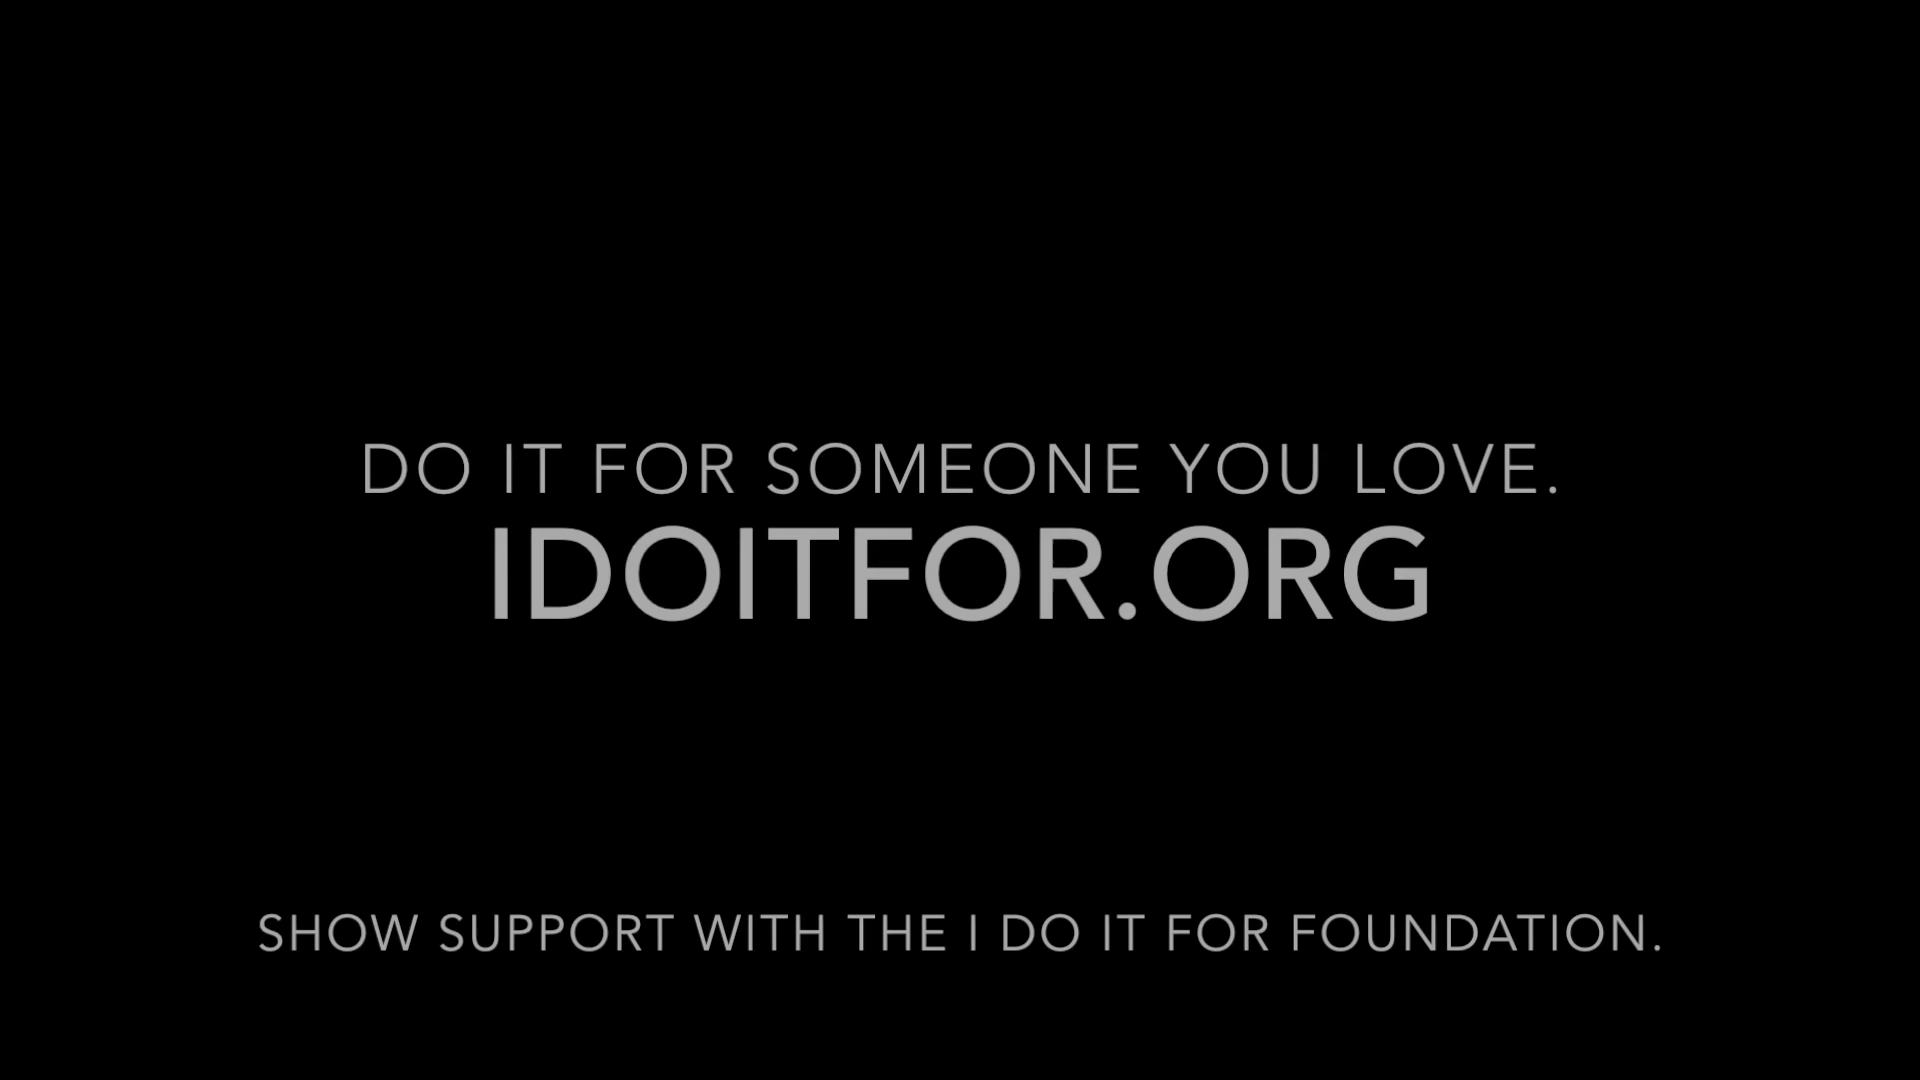 DO IT FOR SOMEONE YOU LOVE.
IDOITFOR.ORG
SHOW SUPPORT WITH THE I DO IT FOR FOUNDATION.